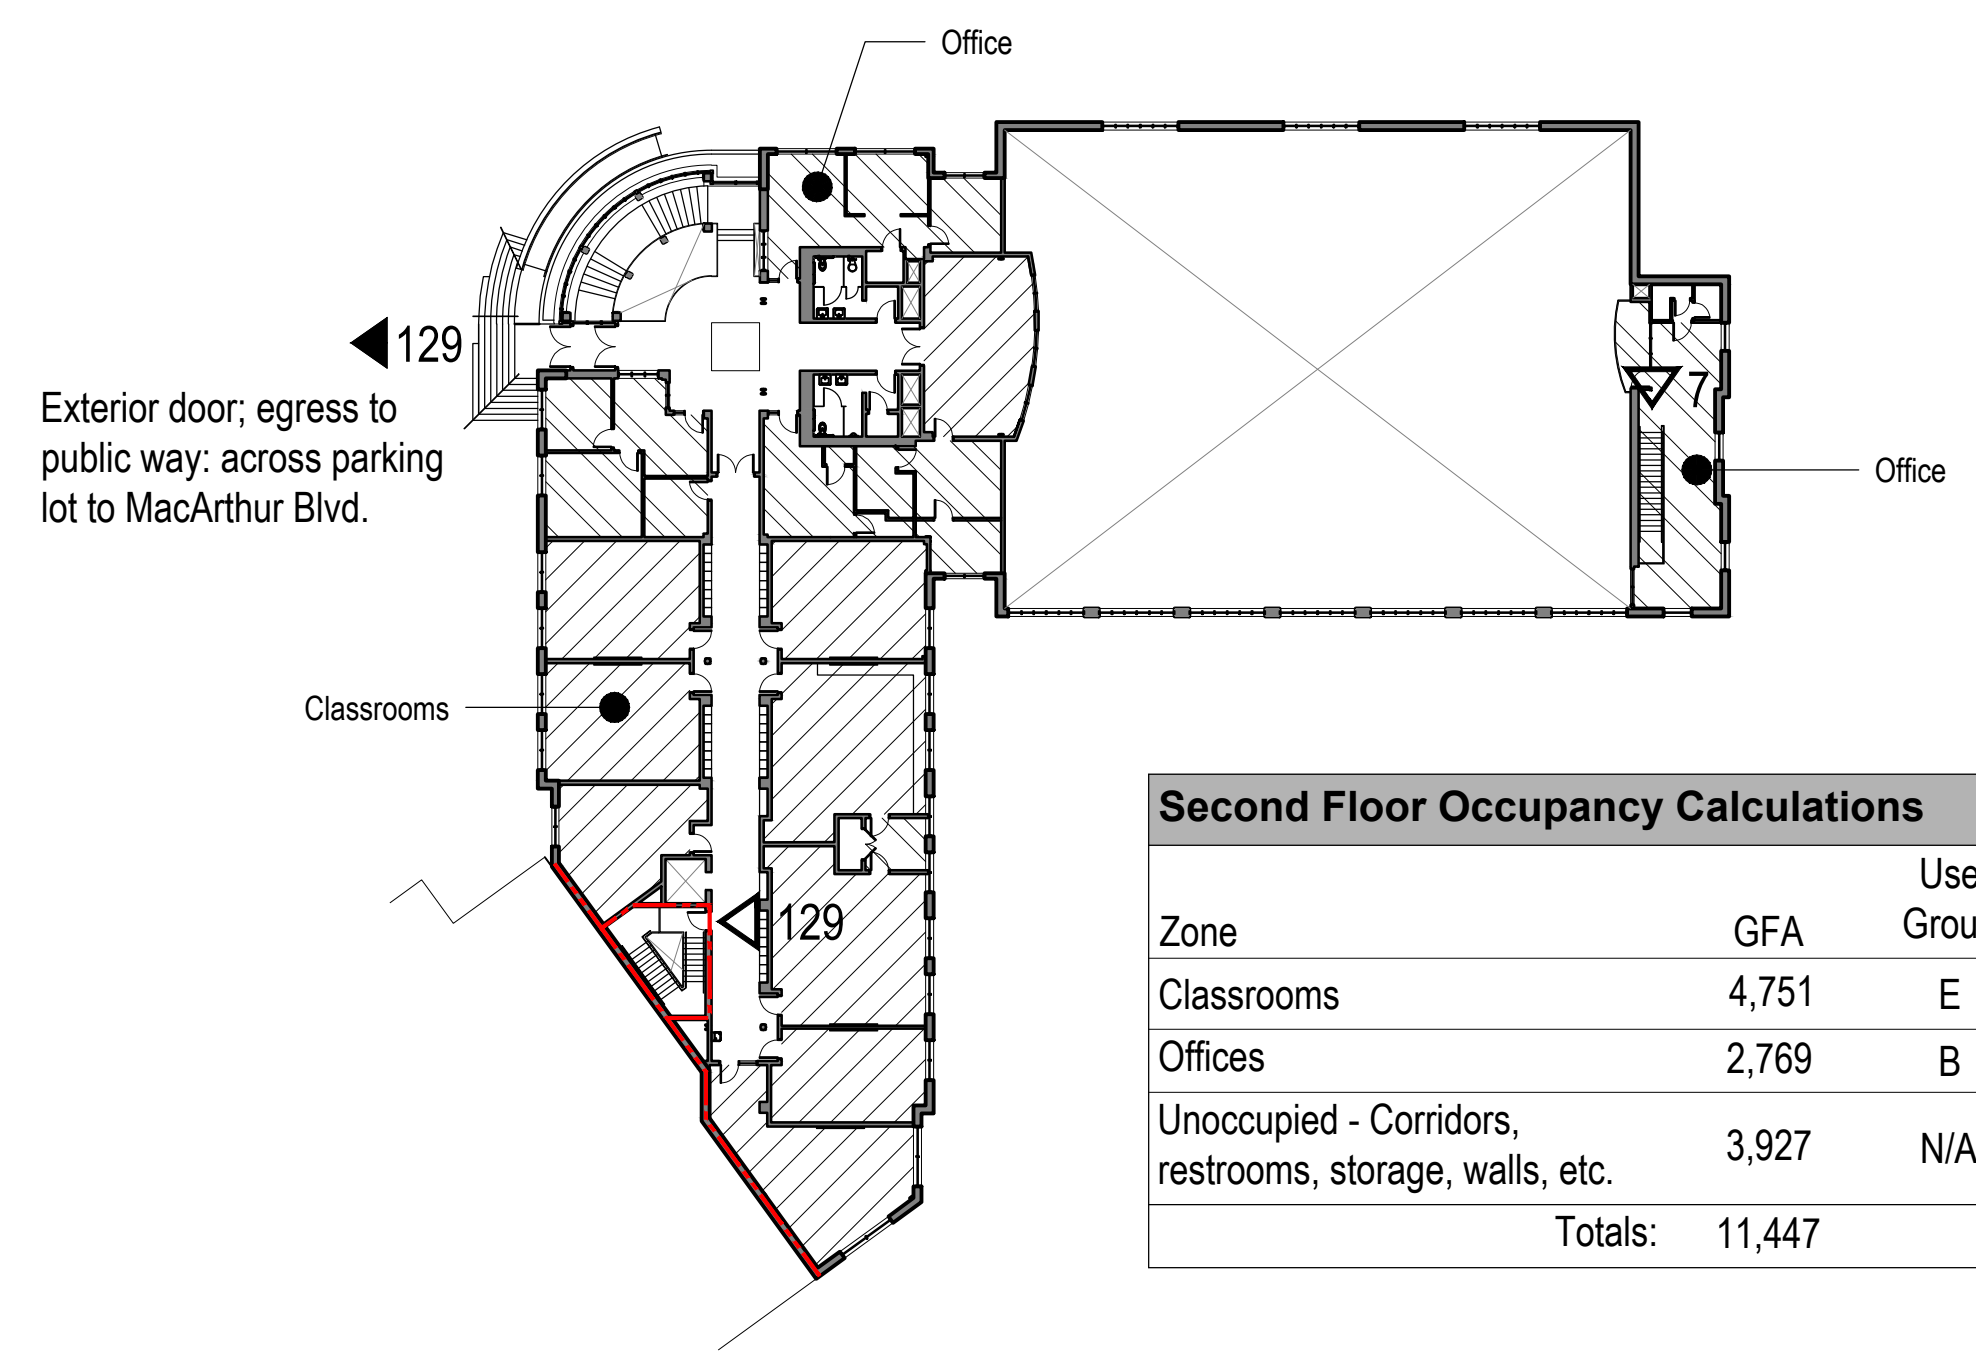 Office
129
Exterior door; egress to
public way: across parking
lot to MacArthur Blvd.
7
Office
Classrooms
129
Second Floor Occupancy Calculations
Zone GFA Use Grou
Classrooms 4,751 E
Offices 2,769 B
Unoccupied - Corridors,
restrooms, storage, walls, etc. 3,927 N/A
Totals: 11,447